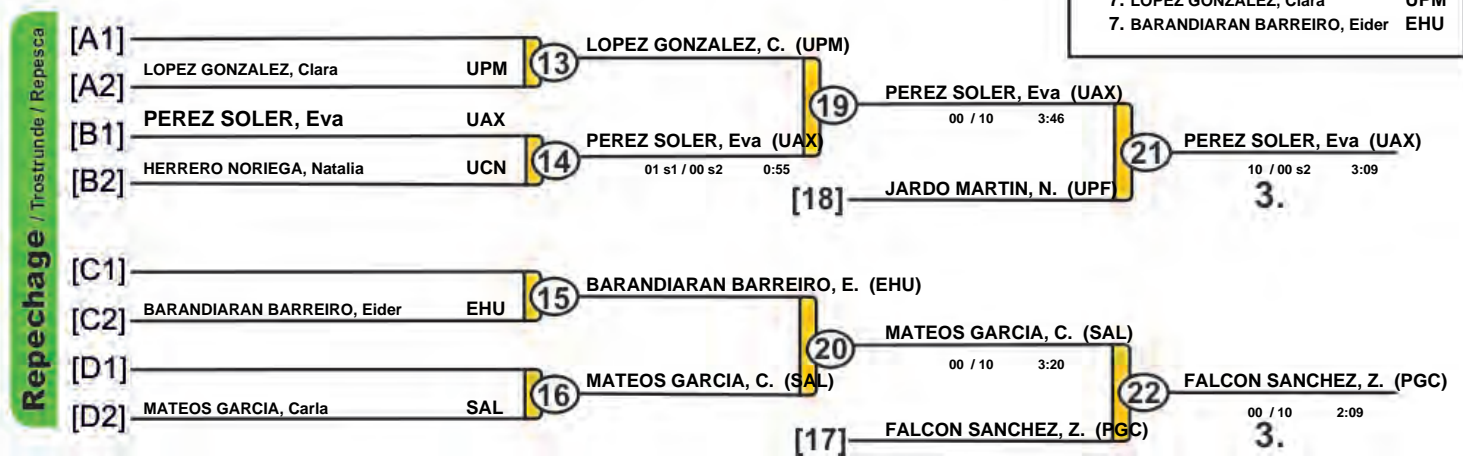 7. LOPEZ GONZALEZ, Clara UPM
7. BARANDIARAN BARREIRO, Eider EHU
Repechage / Trostrunde / Repesca
[A1]
LOPEZ GONZALEZ, C. (UPM)
LOPEZ GONZALEZ, Clara UPM
13
[A2]
PEREZ SOLER, Eva (UAX)
19
00 / 10 3:46
PEREZ SOLER, Eva UAX
[B1]
PEREZ SOLER, Eva (UAX)
PEREZ SOLER, Eva (UAX)
21
HERRERO NORIEGA, Natalia UCN
14
01 s1 / 00 s2 0:55
10 / 00 s2 3:09
[B2]
JARDO MARTIN, N. (UPF)
[18]
3.
[C1]
BARANDIARAN BARREIRO, E. (EHU)
BARANDIARAN BARREIRO, Eider EHU
15
[C2]
MATEOS GARCIA, C. (SAL)
20
00 / 10 3:20
[D1]
MATEOS GARCIA, C. (SAL)
FALCON SANCHEZ, Z. (PGC)
22
MATEOS GARCIA, Carla SAL
16
00 / 10 2:09
[D2]
FALCON SANCHEZ, Z. (PGC)
[17]
3.